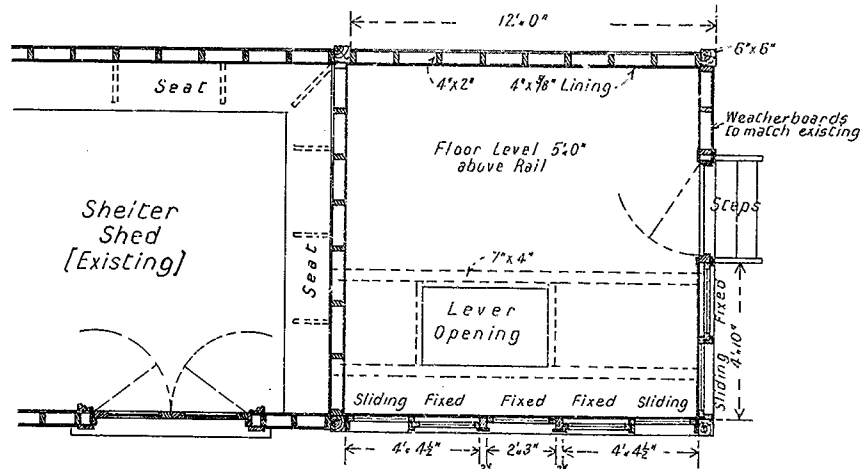 12'.0"
6"x6"
Seat
4"x2"
4"x 5/8" Lining
Weatherboards
to match existing
Floor Level 5'.0"
above Rail
Steps
Shelter
Shed
[Existing]
Seat
7"x4"
Lever
Opening
Fixed
4'.10"
Sliding
Sliding Fixed Fixed Fixed Sliding
4'.4½" 2'.3" 4'.4½"